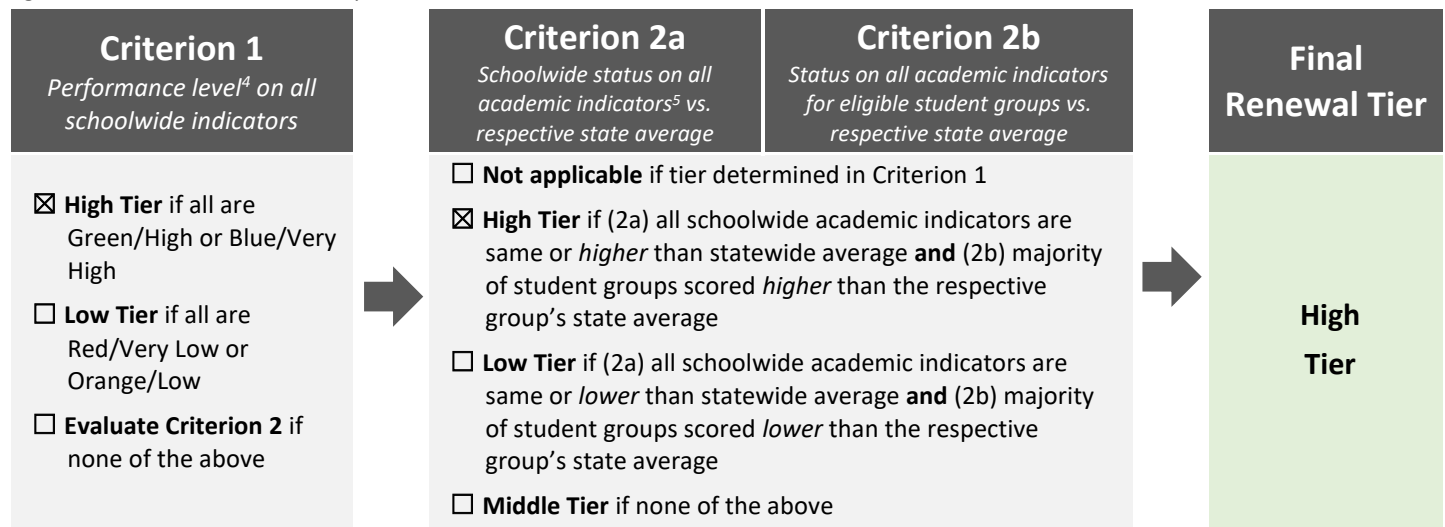 Criterion 1
Performance level⁴ on all
schoolwide indicators
☒ High Tier if all are
Green/High or Blue/Very
High
☐ Low Tier if all are
Red/Very Low or
Orange/Low
☐ Evaluate Criterion 2 if
none of the above
Criterion 2a
Schoolwide status on all
academic indicators⁵ vs.
respective state average
Criterion 2b
Status on all academic indicators
for eligible student groups vs.
respective state average
☐ Not applicable if tier determined in Criterion 1
☒ High Tier if (2a) all schoolwide academic indicators are
same or higher than statewide average and (2b) majority
of student groups scored higher than the respective
group's state average
☐ Low Tier if (2a) all schoolwide academic indicators are
same or lower than statewide average and (2b) majority
of student groups scored lower than the respective
group's state average
☐ Middle Tier if none of the above
Final
Renewal Tier
High
Tier